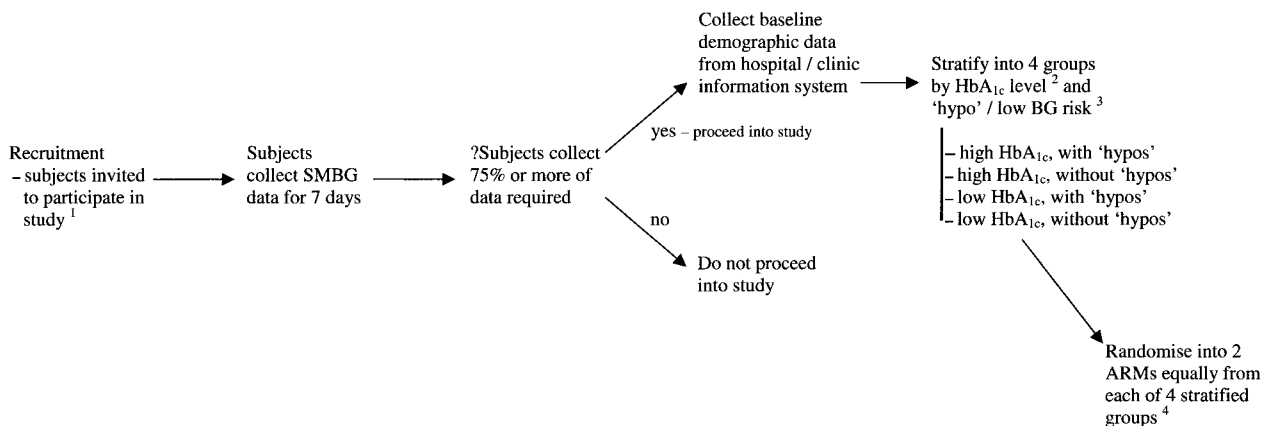 Recruitment
– subjects invited
to participate in
study 1
Subjects
collect SMBG
data for 7 days
?Subjects collect
75% or more of
data required
yes – proceed into study
no
Collect baseline
demographic data
from hospital / clinic
information system
Do not proceed
into study
Stratify into 4 groups
by HbA1c level 2 and
‘hypo’ / low BG risk 3
– high HbA1c, with ‘hypos’
– high HbA1c, without ‘hypos’
– low HbA1c, with ‘hypos’
– low HbA1c, without ‘hypos’
Randomise into 2
ARMs equally from
each of 4 stratified
groups 4